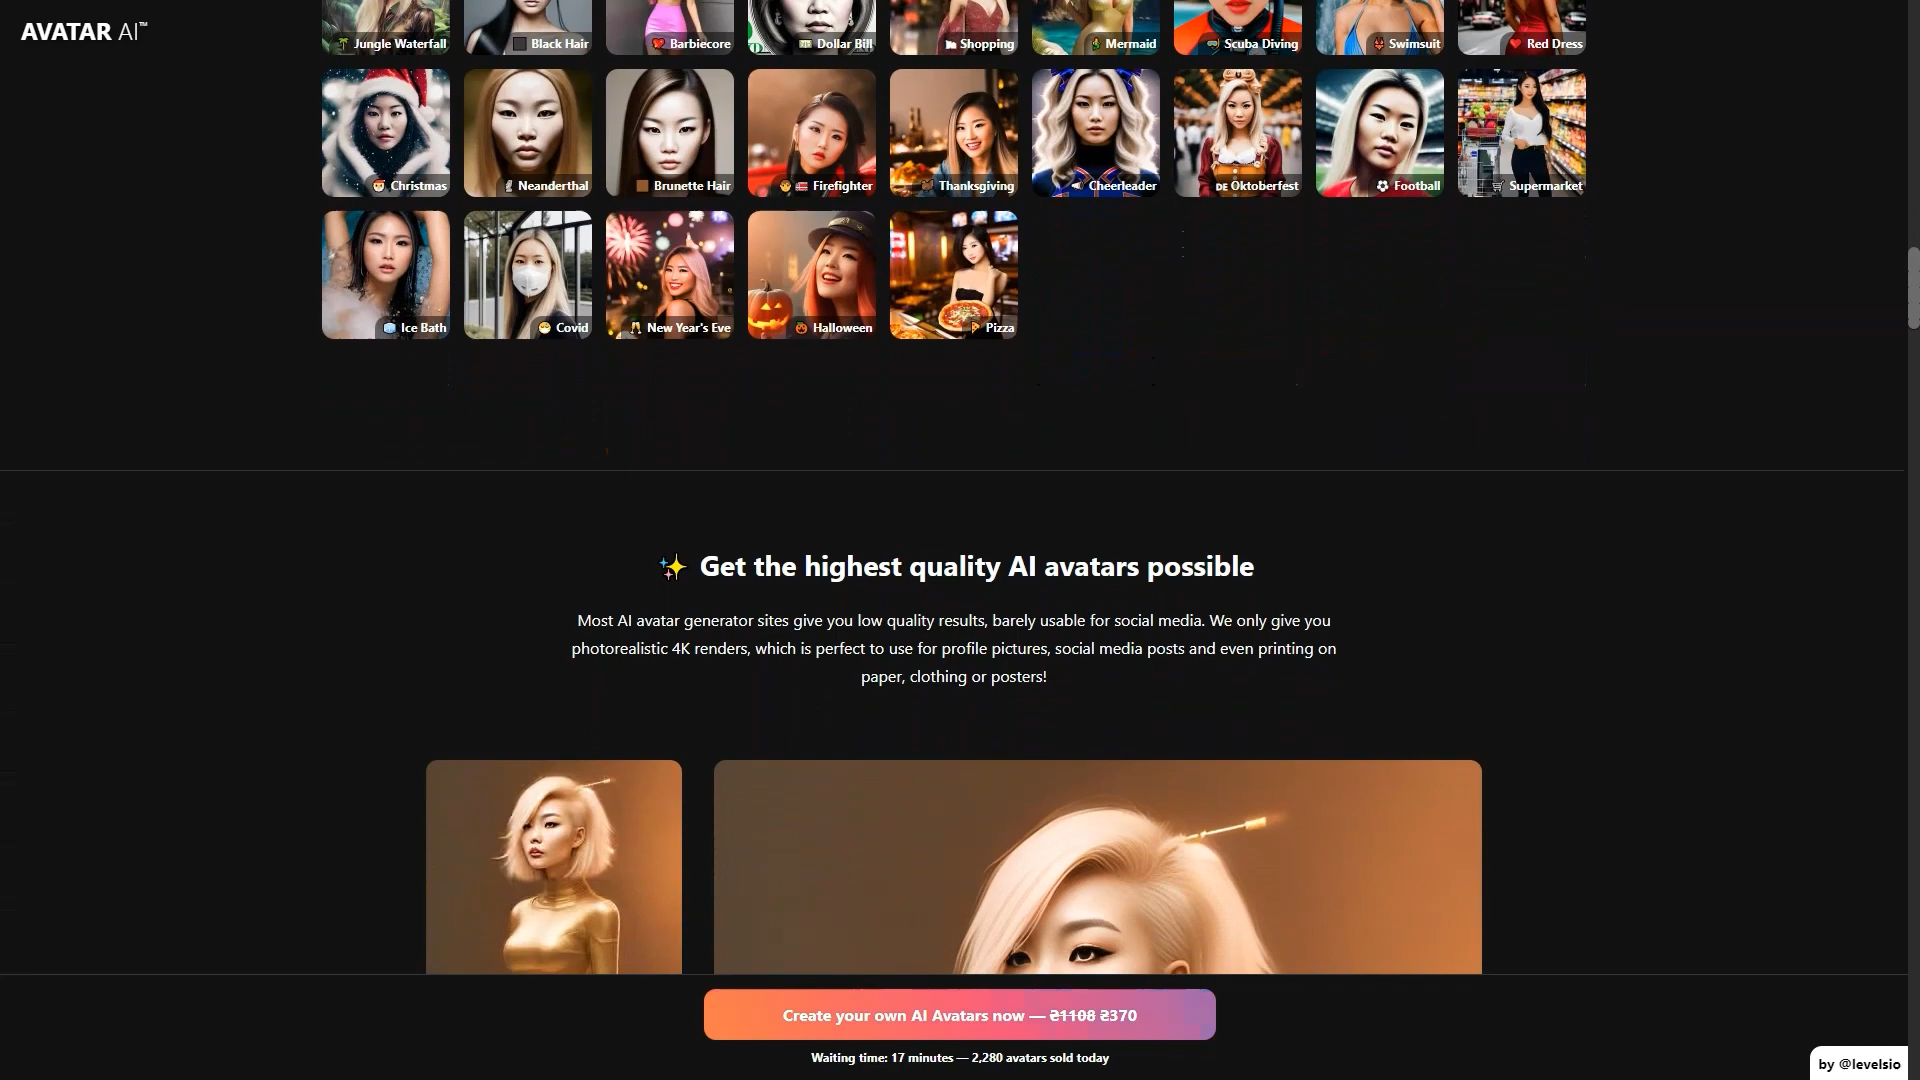 AVATAR AI™
Jungle Waterfall
Black Hair
Barbiecore
Dollar Bill
Shopping
Mermaid
Scuba Diving
Swimsuit
Red Dress
Christmas
Neanderthal
Brunette Hair
Firefighter
Thanksgiving
Cheerleader
DE Oktoberfest
Football
Supermarket
Ice Bath
Covid
New Year's Eve
Halloween
Pizza
Get the highest quality AI avatars possible
Most AI avatar generator sites give you low quality results, barely usable for social media. We only give you
photorealistic 4K renders, which is perfect to use for profile pictures, social media posts and even printing on
paper, clothing or posters!
Create your own AI Avatars now — ₴1108 ₴370
Waiting time: 17 minutes — 2,280 avatars sold today
by @levelsio